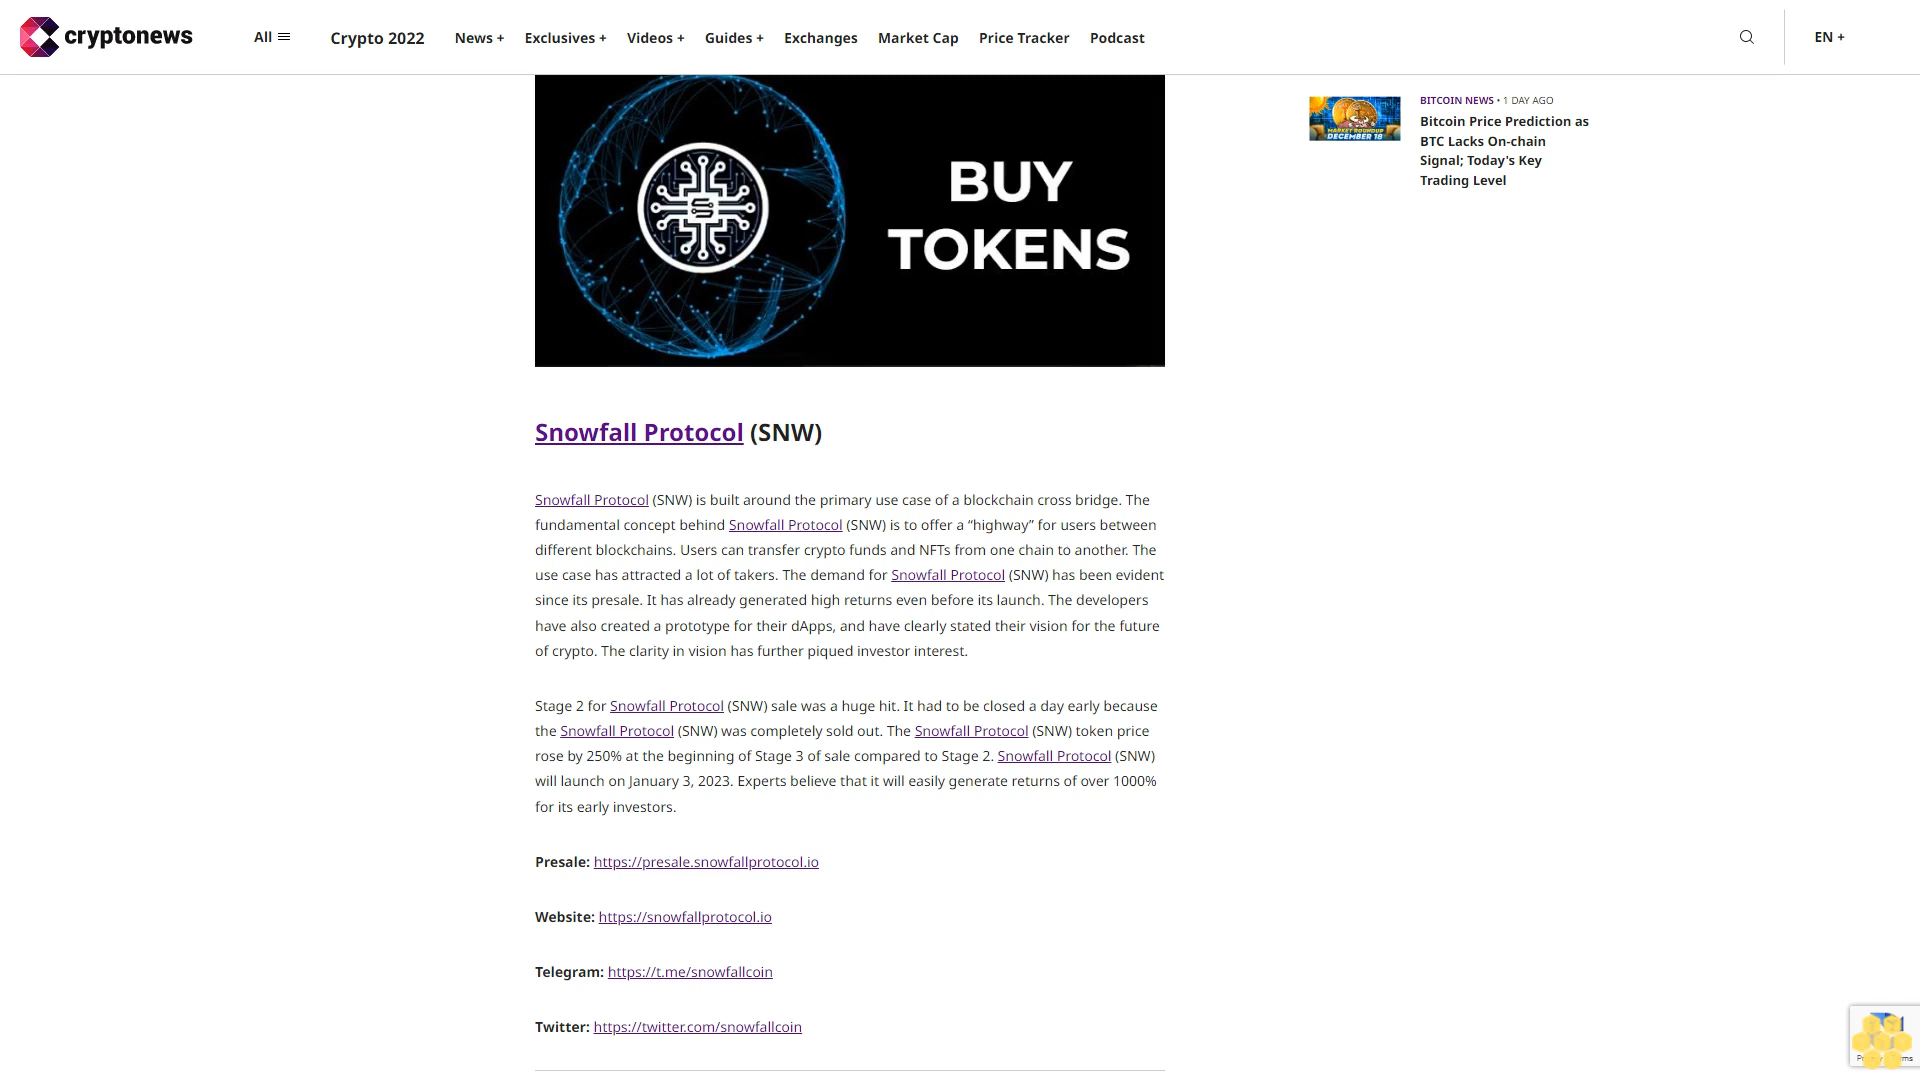 cryptonews
All
Crypto 2022
News +
Exclusives +
Videos +
Guides +
Exchanges
Market Cap
Price Tracker
Podcast
EN +
BUY
TOKENS
BITCOIN NEWS • 1 DAY AGO
Bitcoin Price Prediction as
BTC Lacks On-chain
Signal; Today's Key
Trading Level
MARKET ROUNDUP
DECEMBER 18
Snowfall Protocol (SNW)
Snowfall Protocol (SNW) is built around the primary use case of a blockchain cross bridge. The
fundamental concept behind Snowfall Protocol (SNW) is to offer a “highway” for users between
different blockchains. Users can transfer crypto funds and NFTs from one chain to another. The
use case has attracted a lot of takers. The demand for Snowfall Protocol (SNW) has been evident
since its presale. It has already generated high returns even before its launch. The developers
have also created a prototype for their dApps, and have clearly stated their vision for the future
of crypto. The clarity in vision has further piqued investor interest.
Stage 2 for Snowfall Protocol (SNW) sale was a huge hit. It had to be closed a day early because
the Snowfall Protocol (SNW) was completely sold out. The Snowfall Protocol (SNW) token price
rose by 250% at the beginning of Stage 3 of sale compared to Stage 2. Snowfall Protocol (SNW)
will launch on January 3, 2023. Experts believe that it will easily generate returns of over 1000%
for its early investors.
Presale: https://presale.snowfallprotocol.io
Website: https://snowfallprotocol.io
Telegram: https://t.me/snowfallcoin
Twitter: https://twitter.com/snowfallcoin